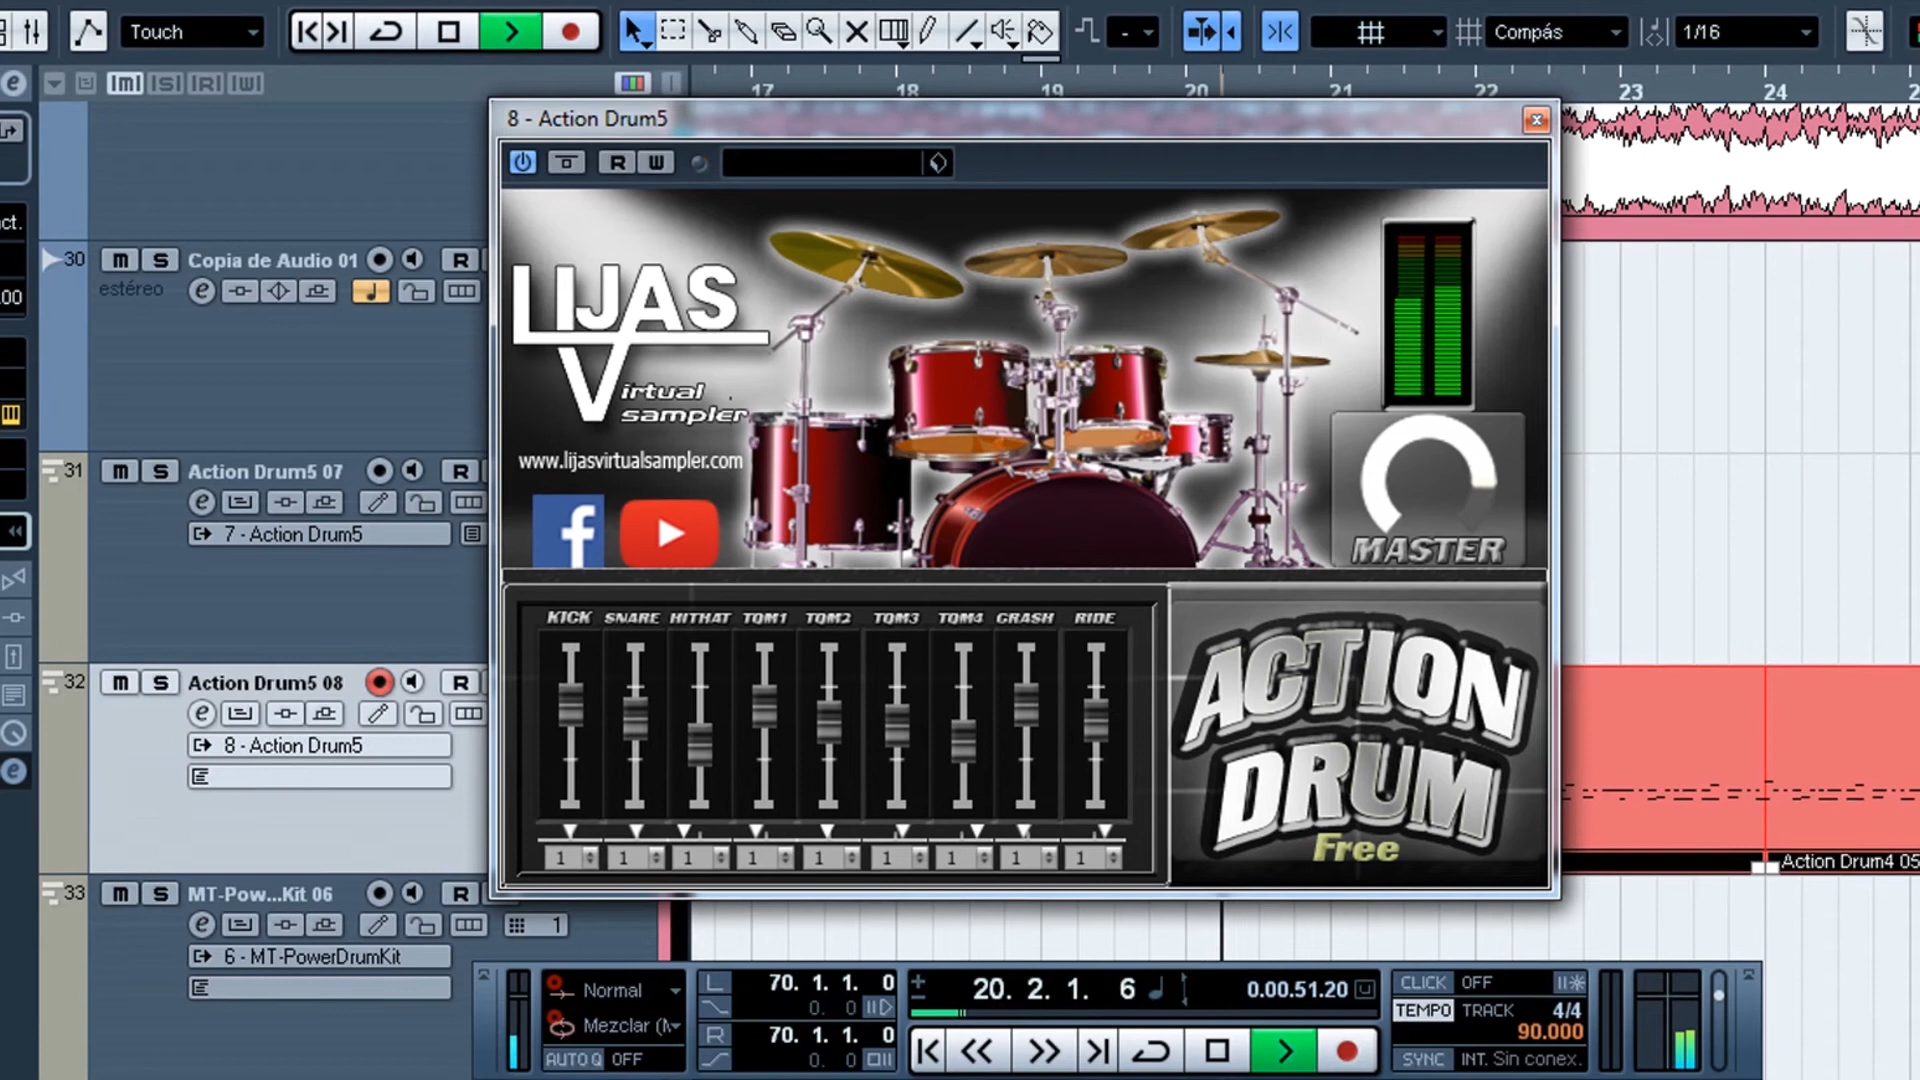 Touch
Compás
1/16
m S R W
17 18 19 20 21 22 23 24
8 - Action Drum5
R W
LIJAS
Virtual
sampler
www.lijasvirtualsampler.com
f
MASTER
KICK SNARE HITHAT TOM1 TOM2 TOM3 TOM4 CRASH RIDE
1 1 1 1 1 1 1 1 1
ACTION
DRUM
Free
30 m S Copia de Audio 01 R
estéreo e
31 m S Action Drum5 07 R
e
7 - Action Drum5
32 m S Action Drum5 08 R
e
8 - Action Drum5
33 m S MT-Pow...Kit 06 R
e 1
6 - MT-PowerDrumKit
Action Drum4 05
Normal
Mezclar (M
AUTO Q OFF
L 70. 1. 1. 0
0. 0
R 70. 1. 1. 0
0. 0
20. 2. 1. 6
0.00.51.20
CLICK OFF
TEMPO TRACK 4/4
90.000
SYNC INT. Sin conex.